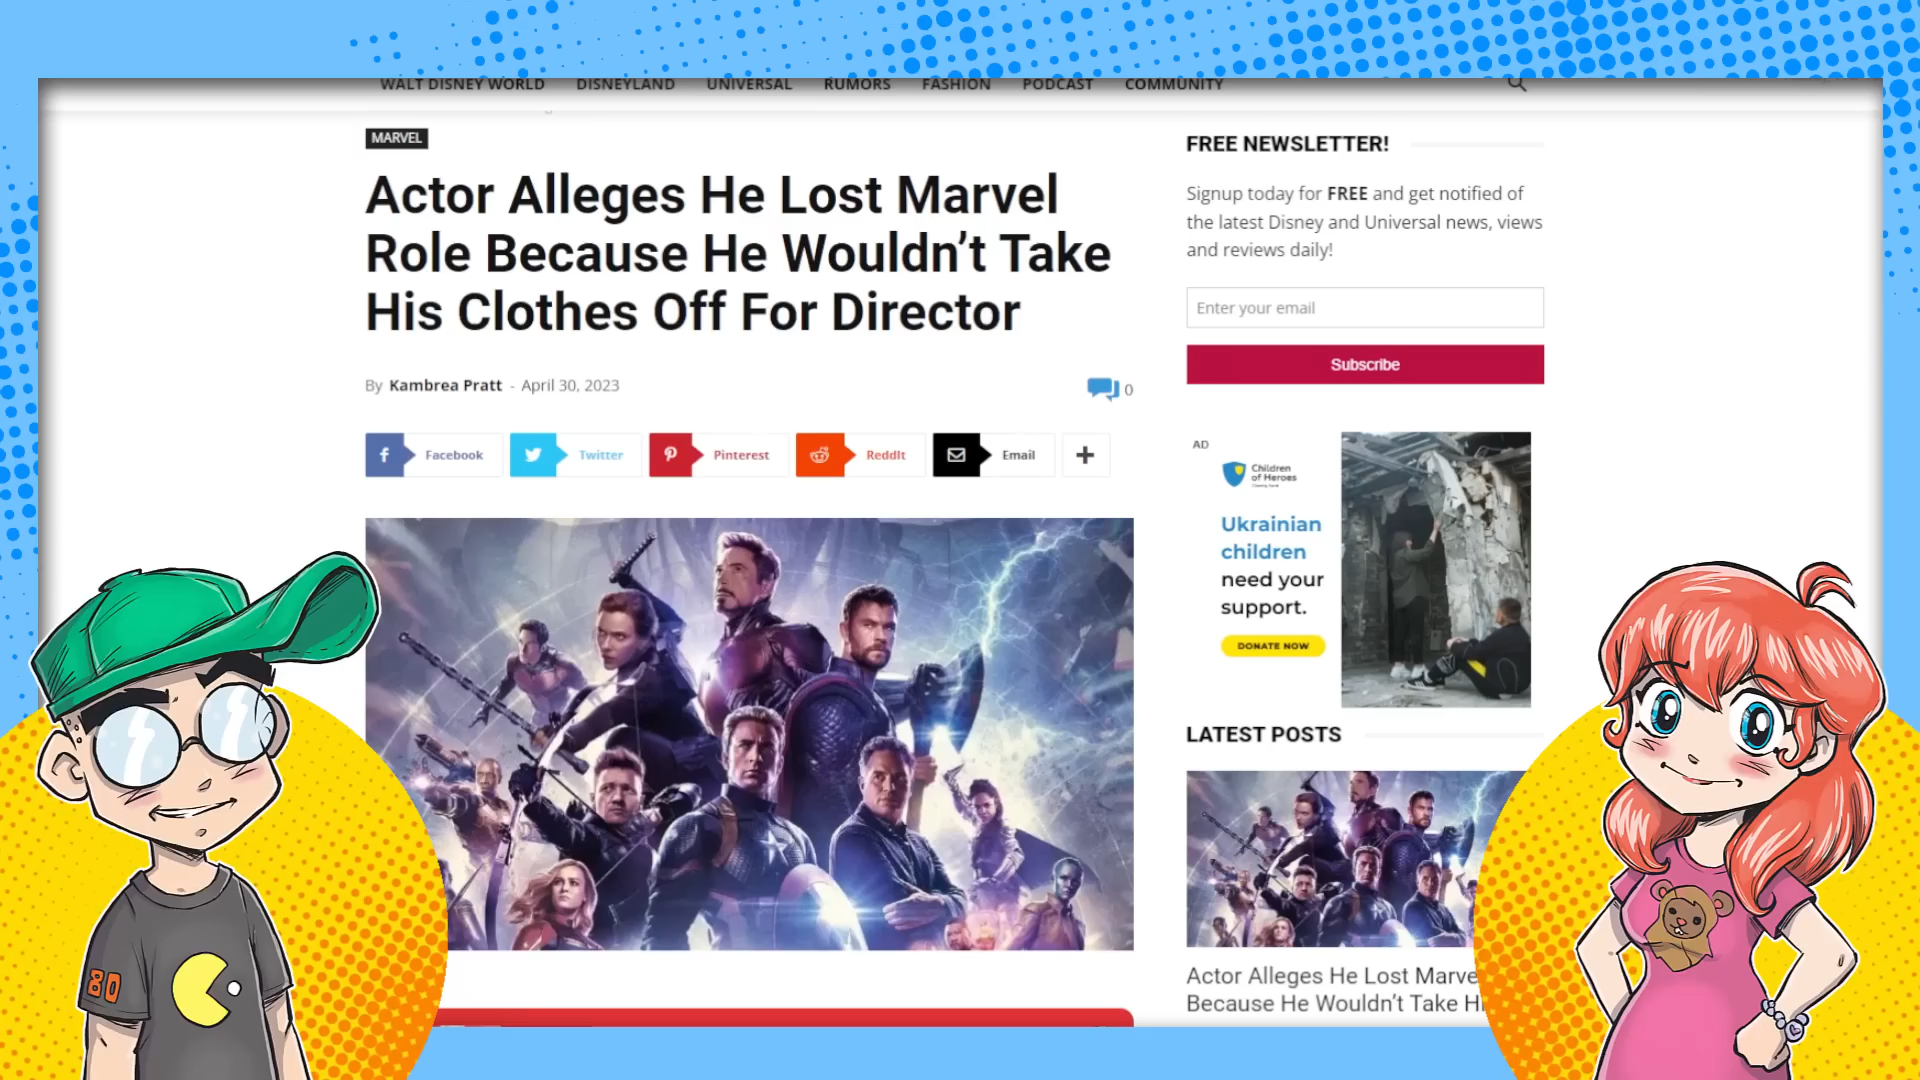 WALT DISNEY WORLD DISNEYLAND UNIVERSAL RUMORS FASHION PODCAST COMMUNITY
MARVEL
Actor Alleges He Lost Marvel
Role Because He Wouldn’t Take
His Clothes Off For Director
By Kambrea Pratt - April 30, 2023
0
Facebook Twitter Pinterest ReddIt Email
FREE NEWSLETTER!
Signup today for FREE and get notified of
the latest Disney and Universal news, views
and reviews daily!
Enter your email
Subscribe
AD
Children
of Heroes
Ukrainian
children
need your
support.
DONATE NOW
LATEST POSTS
Actor Alleges He Lost Marve
Because He Wouldn’t Take H
80